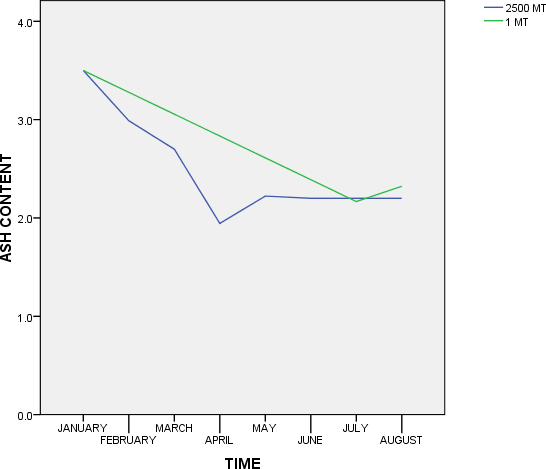 2500 MT
1 MT
ASH CONTENT
4.0
3.0
2.0
1.0
0.0
JANUARY
FEBRUARY
MARCH
APRIL
MAY
JUNE
JULY
AUGUST
TIME